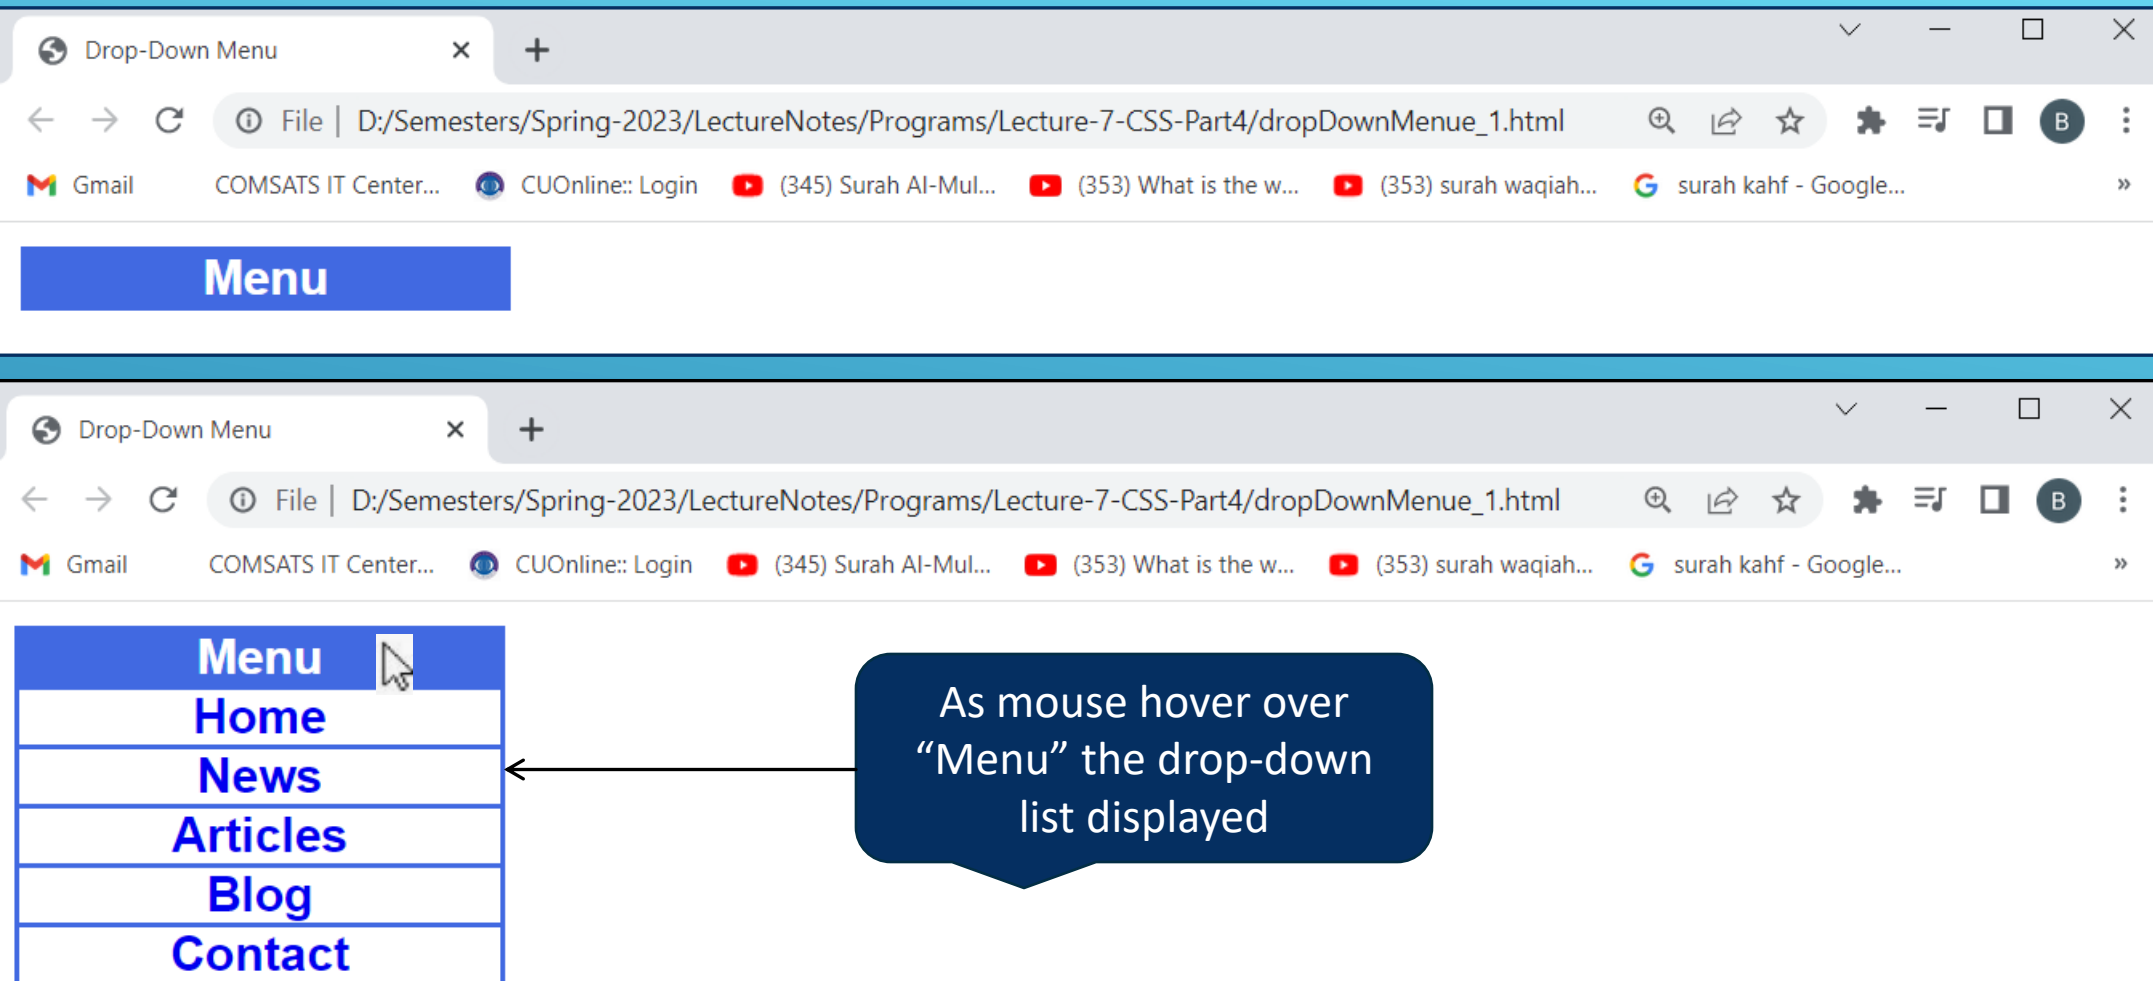 Drop-Down Menu
File | D:/Semesters/Spring-2023/LectureNotes/Programs/Lecture-7-CSS-Part4/dropDownMenue_1.html
B
Gmail COMSATS IT Center... CUOnline:: Login (345) Surah Al-Mul... (353) What is the w... (353) surah waqiah... surah kahf - Google... »
Menu
Drop-Down Menu
File | D:/Semesters/Spring-2023/LectureNotes/Programs/Lecture-7-CSS-Part4/dropDownMenue_1.html
B
Gmail COMSATS IT Center... CUOnline:: Login (345) Surah Al-Mul... (353) What is the w... (353) surah waqiah... surah kahf - Google... »
Menu
Home
News
Articles
Blog
Contact
As mouse hover over
“Menu” the drop-down
list displayed